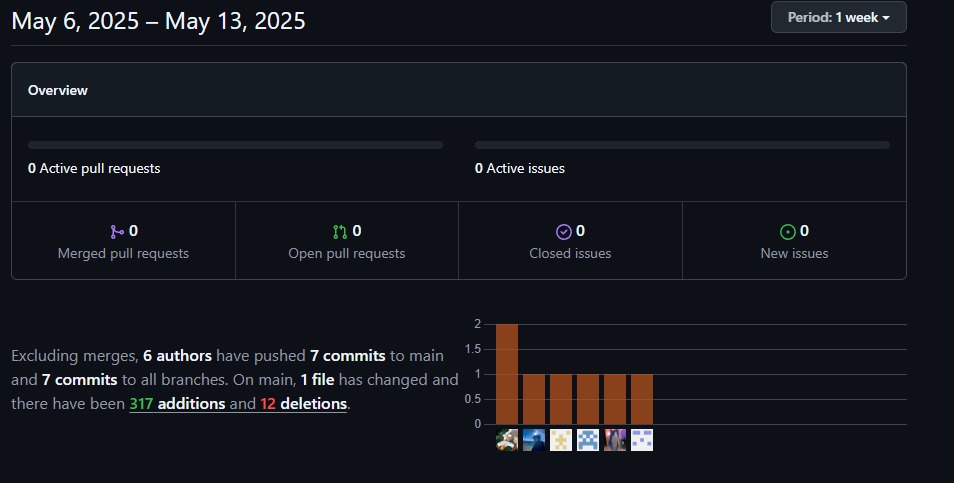 May 6, 2025 – May 13, 2025
Period: 1 week
Overview
0 Active pull requests
0 Active issues
0
Merged pull requests
0
Open pull requests
0
Closed issues
0
New issues
Excluding merges, 6 authors have pushed 7 commits to main
and 7 commits to all branches. On main, 1 file has changed and
there have been 317 additions and 12 deletions.
2
1.5
1
0.5
0